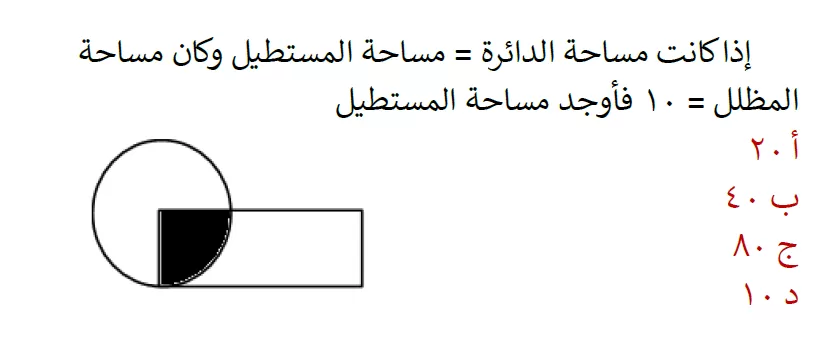 إذا كانت مساحة الدائرة = مساحة المستطيل وكان مساحة
المظلل = ١٠ فأوجد مساحة المستطيل
أ ٢٠
ب ٤٠
ج ٨٠
د ١٠